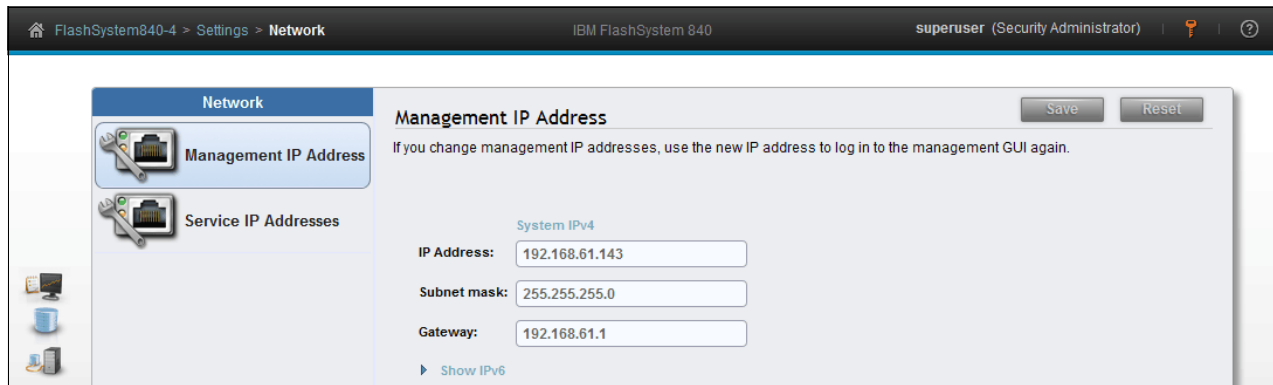 FlashSystem840-4 > Settings > Network
IBM FlashSystem 840
superuser (Security Administrator)
Network
Management IP Address
Service IP Addresses
Management IP Address
Save
Reset
If you change management IP addresses, use the new IP address to log in to the management GUI again.
System IPv4
IP Address: 192.168.61.143
Subnet mask: 255.255.255.0
Gateway: 192.168.61.1
Show IPv6